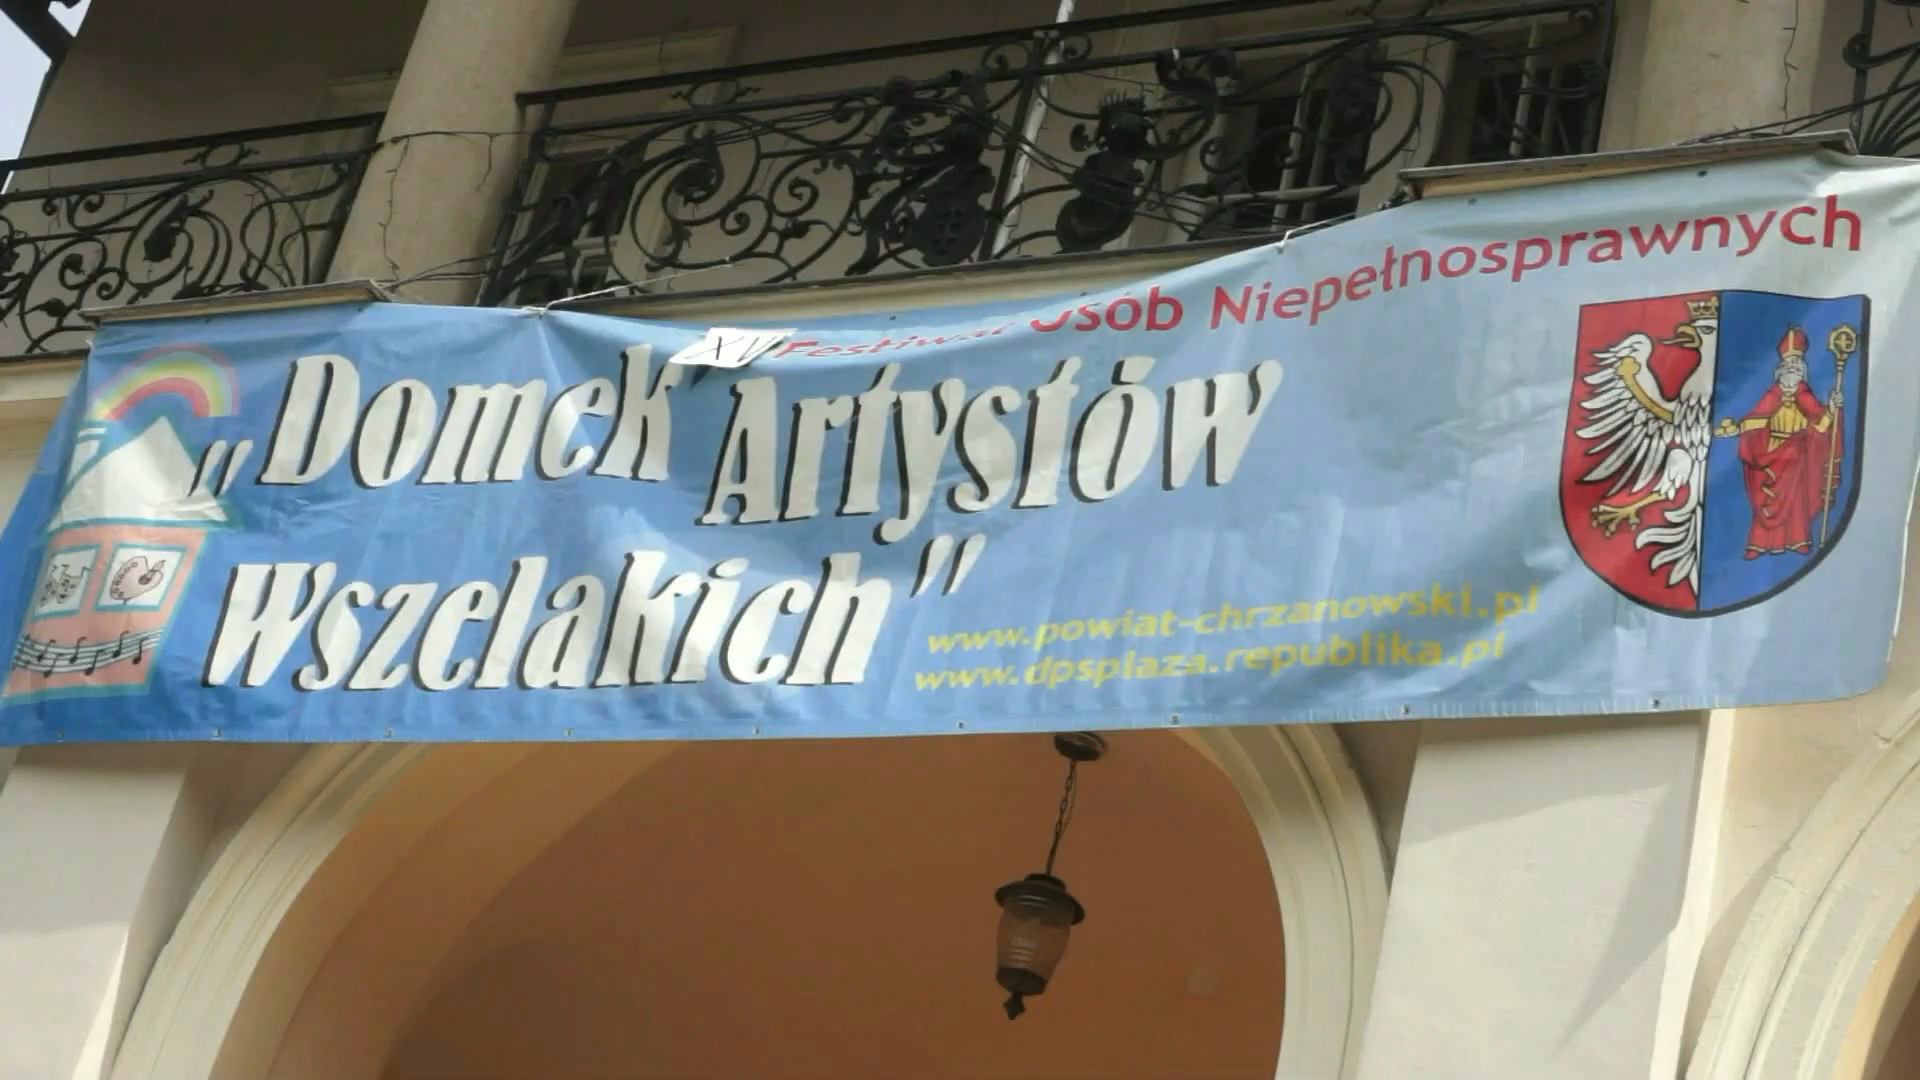 XV Festiwal Osób Niepełnosprawnych
„Domek Artystów
Wszelakich”
www.powiat-chrzanowski.pl
www.dpsplaza.republika.pl